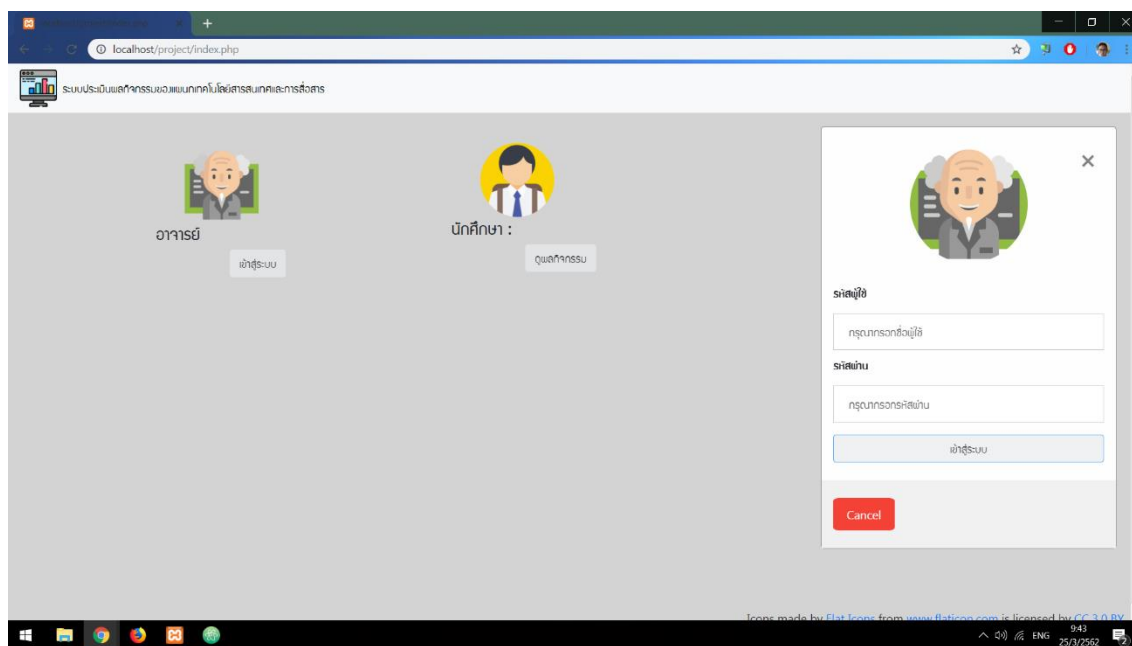 localhost/project/index.php
ระบบประเมินผลกิจกรรมของแผนกเทคโนโลยีสารสนเทศและการสื่อสาร
อาจารย์
เข้าสู่ระบบ
นักศึกษา :
ดูผลกิจกรรม
×
รหัสผู้ใช้
กรุณากรอกชื่อผู้ใช้
รหัสผ่าน
กรุณากรอกรหัสผ่าน
เข้าสู่ระบบ
Cancel
Icons made by Flat Icons from www.flaticon.com is licensed by CC 3.0 BY
ENG
9:43
25/3/2562